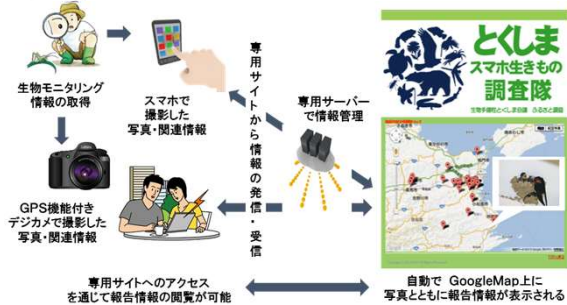 生物モニタリング
情報の取得
スマホで
撮影した
写真・関連情報
GPS機能付き
デジカメで撮影した
写真・関連情報
専用サイトから情報の発信・受信
専用サーバー
で情報管理
とくしま
スマホ生きもの
調査隊
専用サイトへのアクセス
を通じて報告情報の閲覧が可能
自動で GoogleMap上に
写真とともに報告情報が表示される